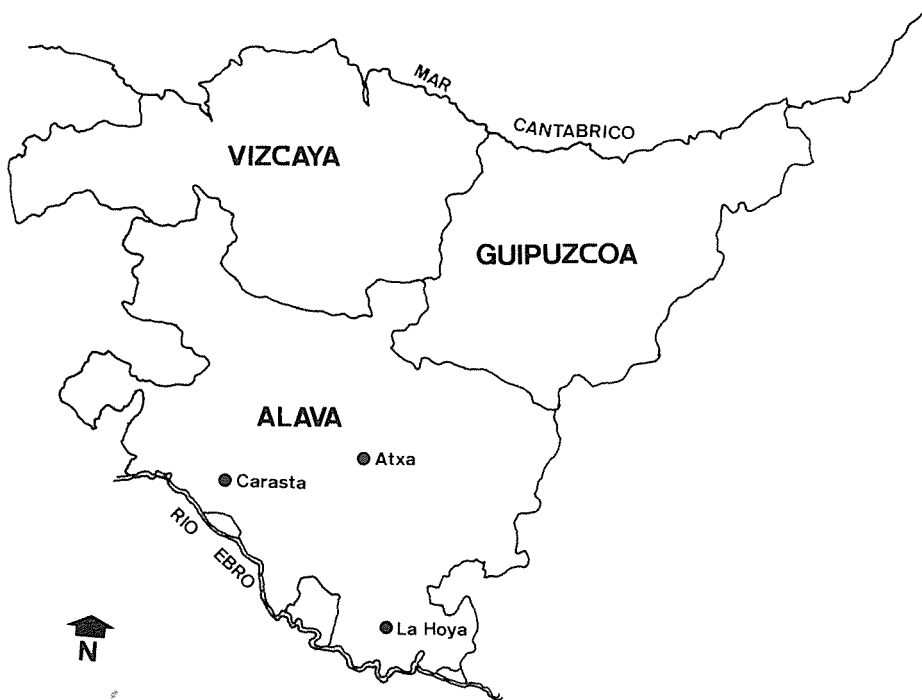 MAR
CANTABRICO
VIZCAYA
GUIPUZCOA
ALAVA
Atxa
Carasta
RIO
EBRO
La Hoya
N